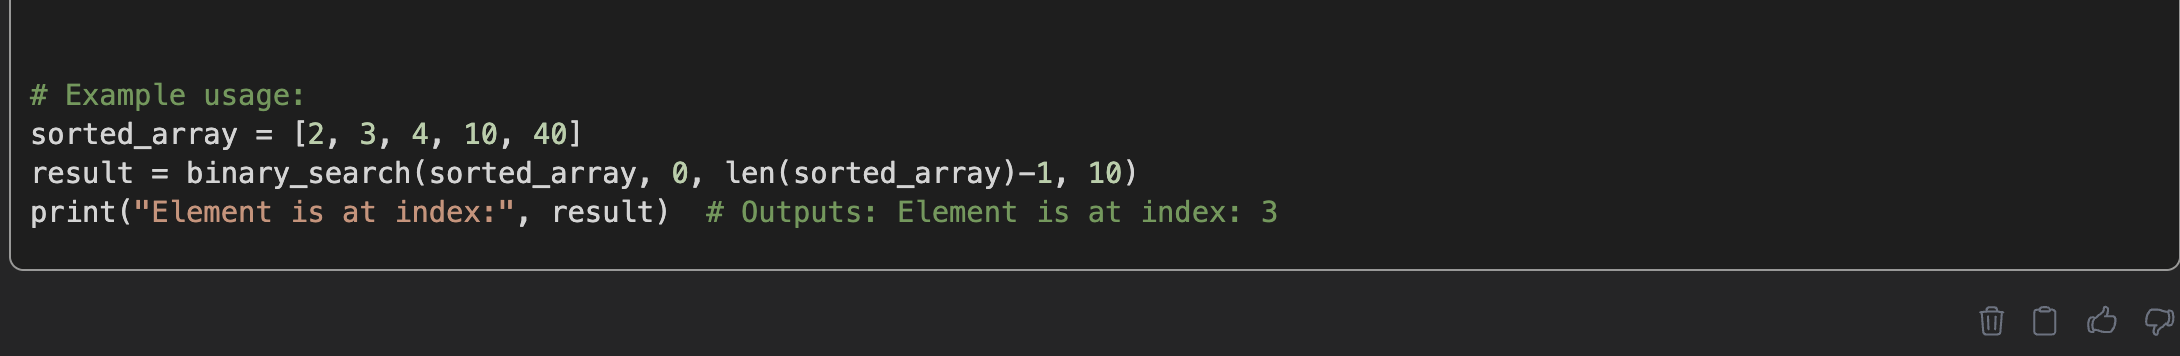 # Example usage:
sorted_array = [2, 3, 4, 10, 40]
result = binary_search(sorted_array, 0, len(sorted_array)-1, 10)
print("Element is at index:", result)  # Outputs: Element is at index: 3